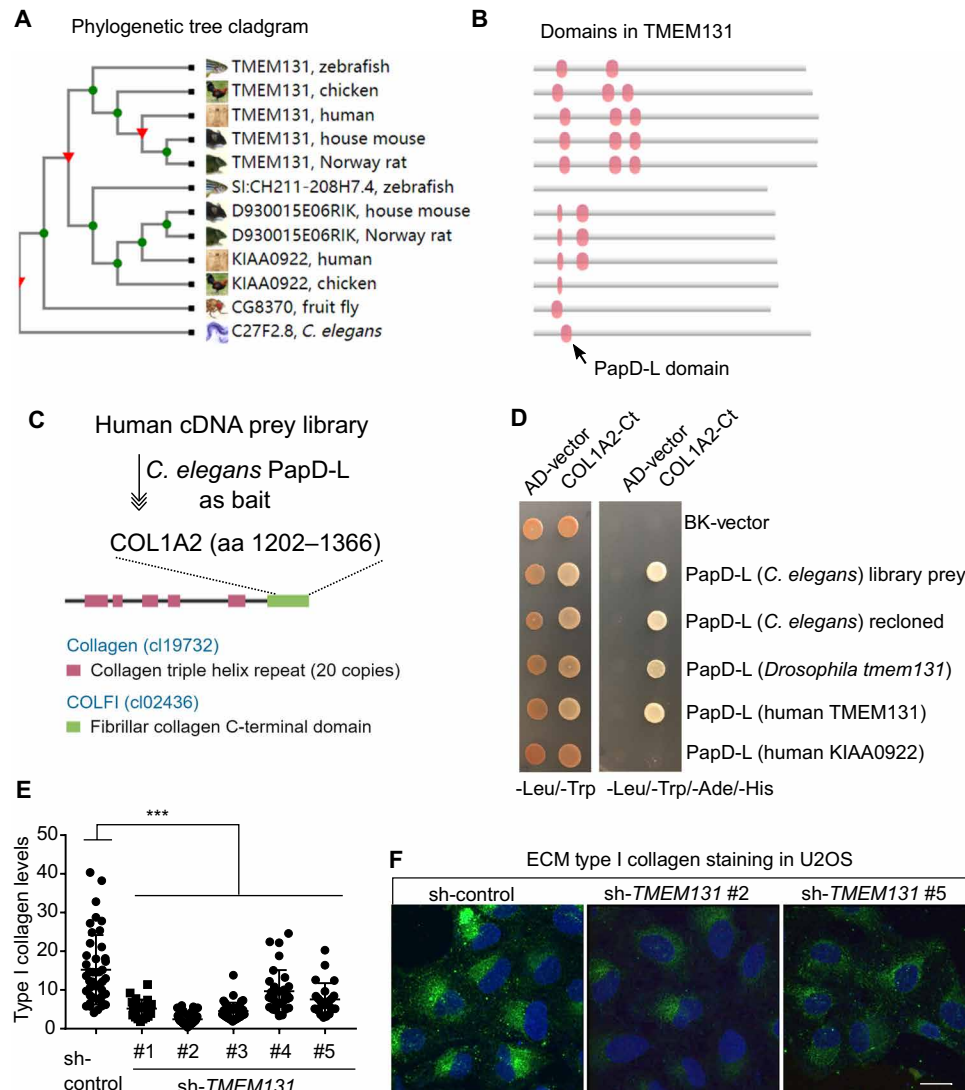 A
Phylogenetic tree cladgram
TMEM131, zebrafish
TMEM131, chicken
TMEM131, human
TMEM131, house mouse
TMEM131, Norway rat
SI:CH211-208H7.4, zebrafish
D930015E06RIK, house mouse
D930015E06RIK, Norway rat
KIAA0922, human
KIAA0922, chicken
CG8370, fruit fly
C27F2.8, C. elegans
B
Domains in TMEM131
PapD-L domain
C
Human cDNA prey library
C. elegans PapD-L
as bait
COL1A2 (aa 1202–1366)
Collagen (cl19732)
Collagen triple helix repeat (20 copies)
COLFI (cl02436)
Fibrillar collagen C-terminal domain
D
AD-vector
COL1A2-Ct
AD-vector
COL1A2-Ct
BK-vector
PapD-L (C. elegans) library prey
PapD-L (C. elegans) recloned
PapD-L (Drosophila tmem131)
PapD-L (human TMEM131)
PapD-L (human KIAA0922)
-Leu/-Trp
-Leu/-Trp/-Ade/-His
E
***
Type I collagen levels
50
40
30
20
10
0
sh-control
#1 #2 #3 #4 #5
sh-TMEM131
F
ECM type I collagen staining in U2OS
sh-control
sh-TMEM131 #2
sh-TMEM131 #5